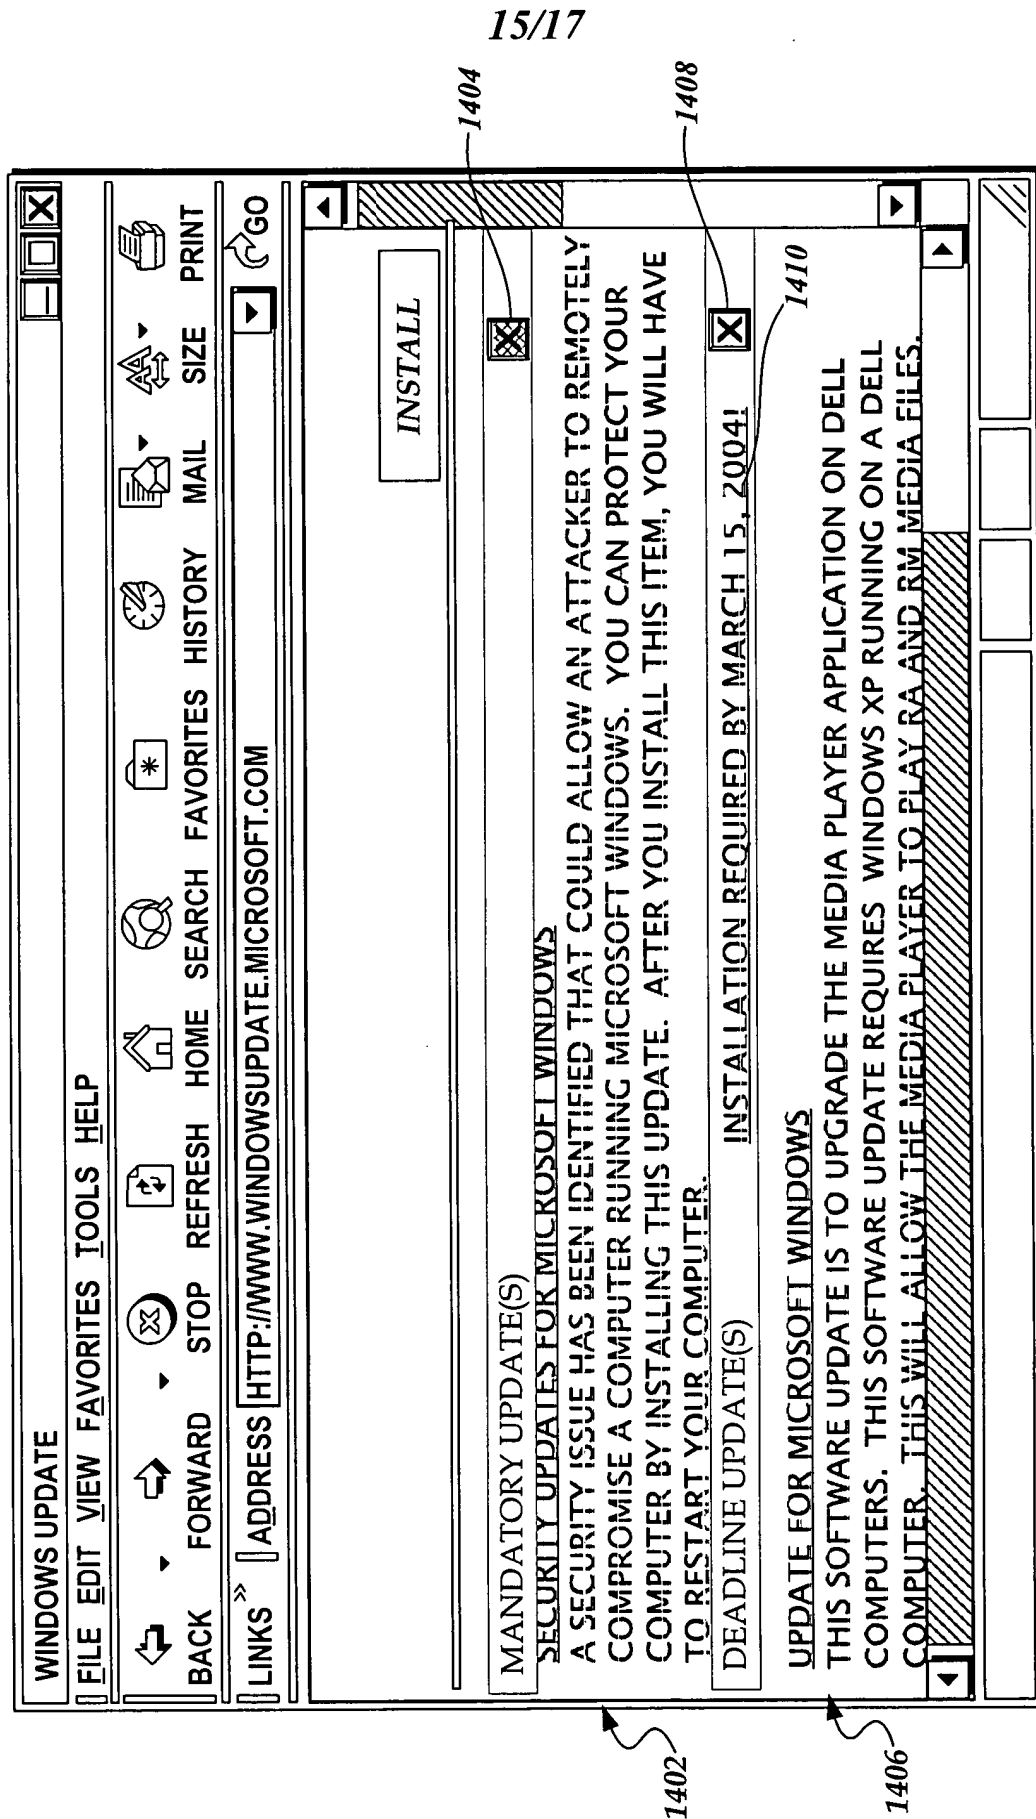 15/17
WINDOWS UPDATE
FILE EDIT VIEW FAVORITES TOOLS HELP
BACK FORWARD STOP REFRESH HOME SEARCH FAVORITES HISTORY MAIL SIZE PRINT
LINKS » ADDRESS HTTP://WWW.WINDOWSUPDATE.MICROSOFT.COM GO
INSTALL
1404
MANDATORY UPDATE(S)
SECURITY UPDATES FOR MICROSOFT WINDOWS
A SECURITY ISSUE HAS BEEN IDENTIFIED THAT COULD ALLOW AN ATTACKER TO REMOTELY
COMPROMISE A COMPUTER RUNNING MICROSOFT WINDOWS. YOU CAN PROTECT YOUR
COMPUTER BY INSTALLING THIS UPDATE. AFTER YOU INSTALL THIS ITEM, YOU WILL HAVE
TO RESTART YOUR COMPUTER.
1402
1408
DEADLINE UPDATE(S) INSTALLATION REQUIRED BY MARCH 15, 2004!
1410
UPDATE FOR MICROSOFT WINDOWS
THIS SOFTWARE UPDATE IS TO UPGRADE THE MEDIA PLAYER APPLICATION ON DELL
COMPUTERS. THIS SOFTWARE UPDATE REQUIRES WINDOWS XP RUNNING ON A DELL
COMPUTER. THIS WILL ALLOW THE MEDIA PLAYER TO PLAY RA AND RM MEDIA FILES.
1406